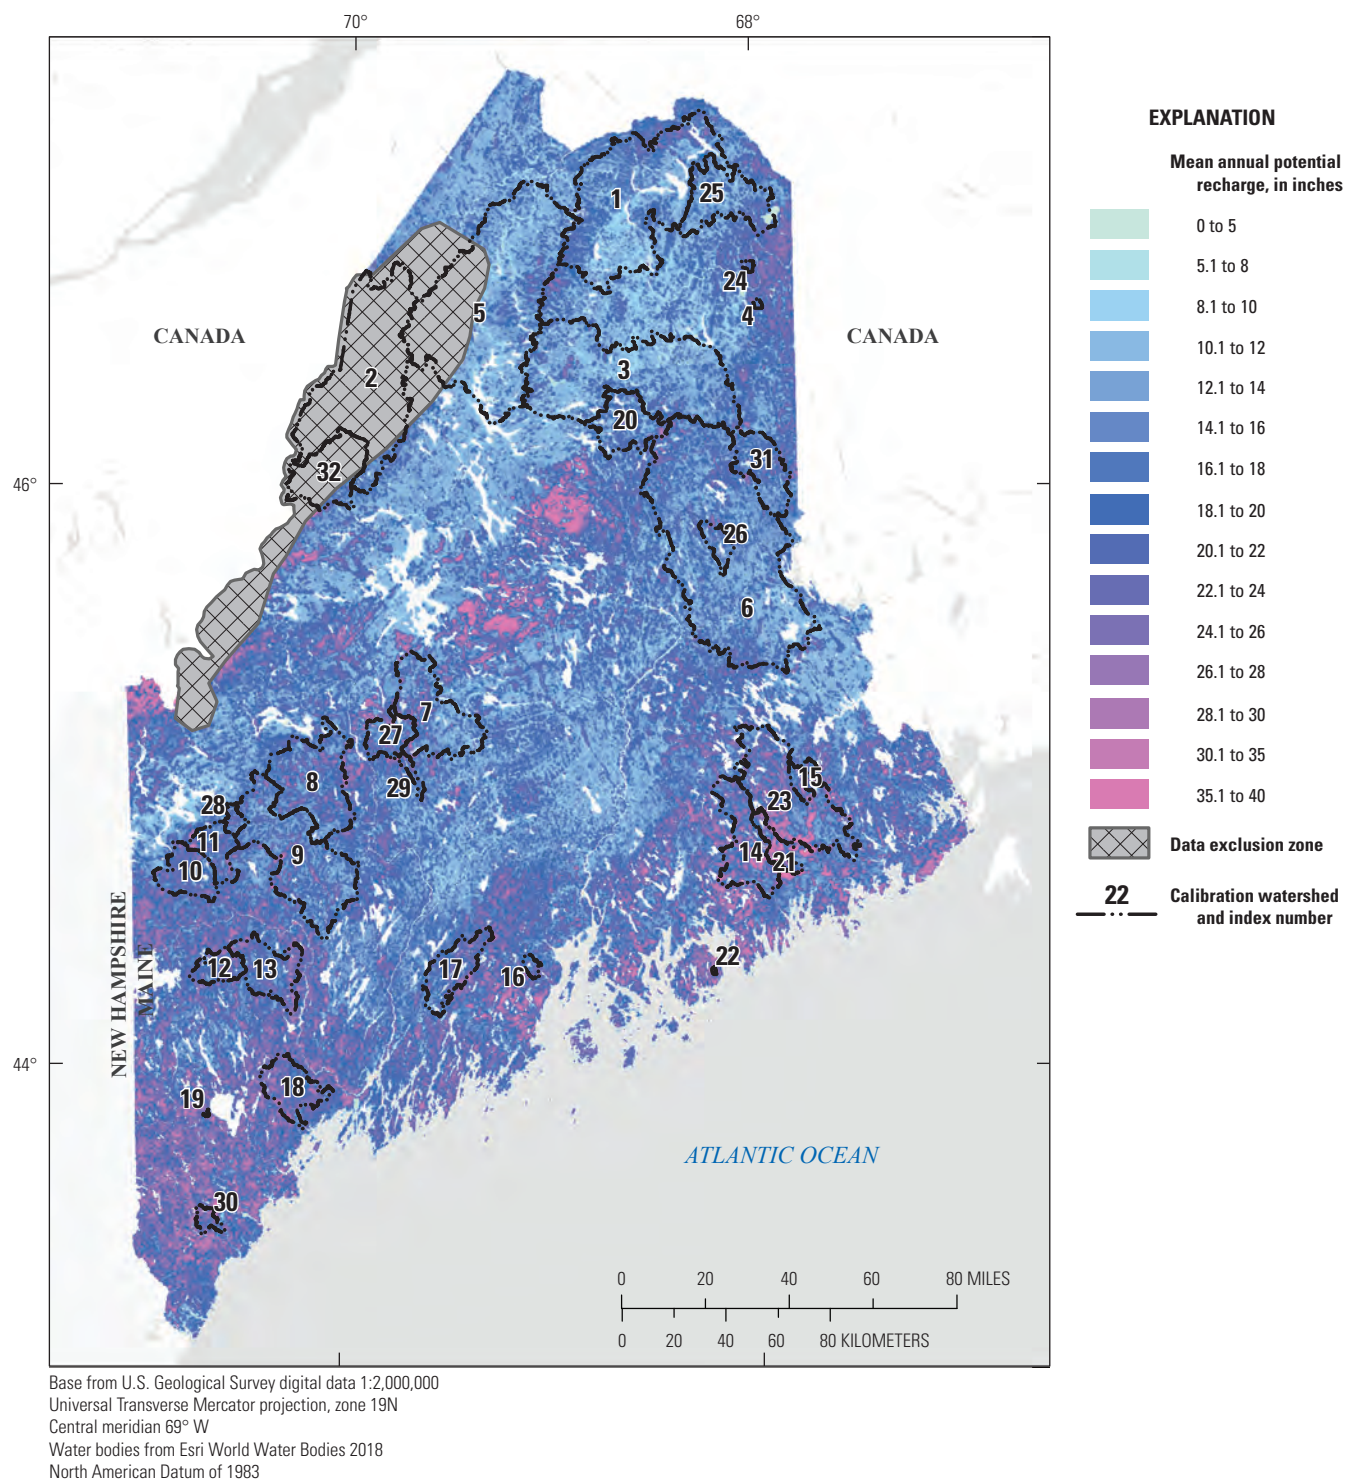 70°
68°
EXPLANATION
Mean annual potential
recharge, in inches
0 to 5
5.1 to 8
8.1 to 10
10.1 to 12
12.1 to 14
14.1 to 16
16.1 to 18
18.1 to 20
20.1 to 22
22.1 to 24
24.1 to 26
26.1 to 28
28.1 to 30
30.1 to 35
35.1 to 40
Data exclusion zone
22
Calibration watershed
and index number
1
25
24
4
5
CANADA
CANADA
2
3
20
32
31
46°
26
6
7
27
8
29
28
15
23
11
9
14
10
21
NEW HAMPSHIRE
MAINE
12
13
17
16
22
44°
18
19
ATLANTIC OCEAN
30
0 20 40 60 80 MILES
0 20 40 60 80 KILOMETERS
Base from U.S. Geological Survey digital data 1:2,000,000
Universal Transverse Mercator projection, zone 19N
Central meridian 69° W
Water bodies from Esri World Water Bodies 2018
North American Datum of 1983